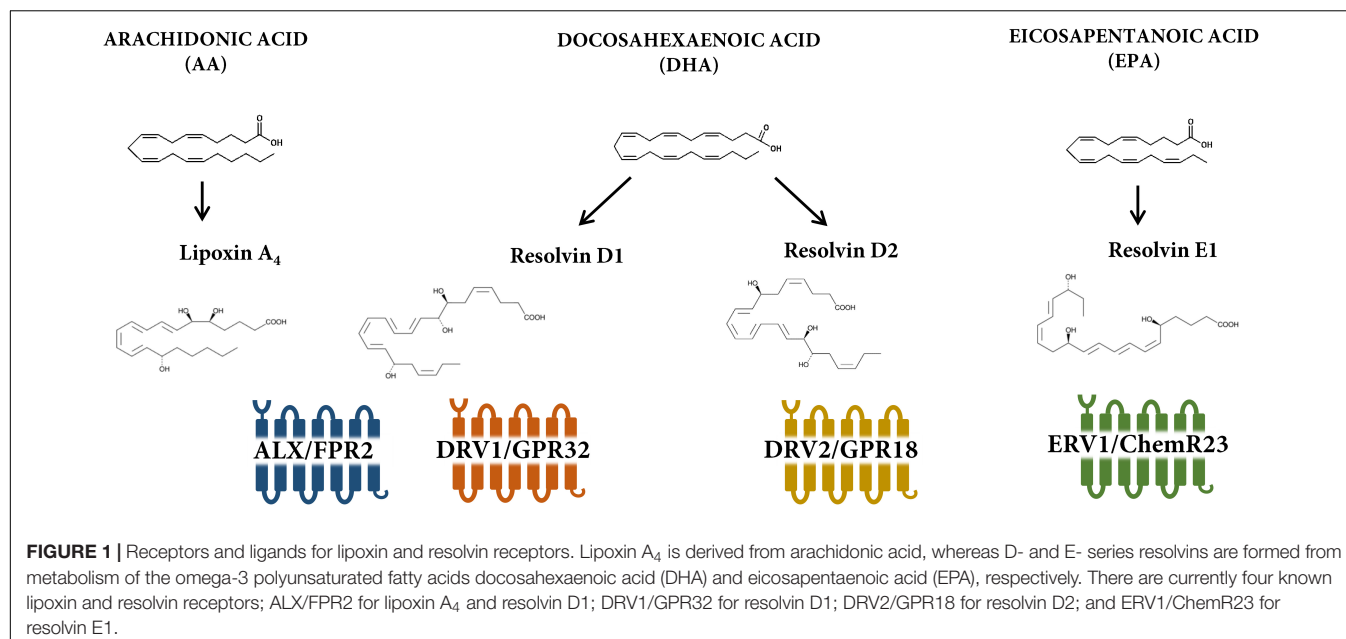 ARACHIDONIC ACID
(AA)
DOCOSAHEXAENOIC ACID
(DHA)
EICOSAPENTANOIC ACID
(EPA)
O
OH
O
OH
O
OH
Lipoxin A₄
Resolvin D1
Resolvin D2
Resolvin E1
HO OH
COOH
OH
HO
COOH
OH
OH
HO
COOH
OH
OH
OH
HO
OH
COOH
ALX/FPR2
DRV1/GPR32
DRV2/GPR18
ERV1/ChemR23
FIGURE 1 | Receptors and ligands for lipoxin and resolvin receptors. Lipoxin A₄ is derived from arachidonic acid, whereas D- and E- series resolvins are formed from
metabolism of the omega-3 polyunsaturated fatty acids docosahexaenoic acid (DHA) and eicosapentaenoic acid (EPA), respectively. There are currently four known
lipoxin and resolvin receptors; ALX/FPR2 for lipoxin A₄ and resolvin D1; DRV1/GPR32 for resolvin D1; DRV2/GPR18 for resolvin D2; and ERV1/ChemR23 for
resolvin E1.